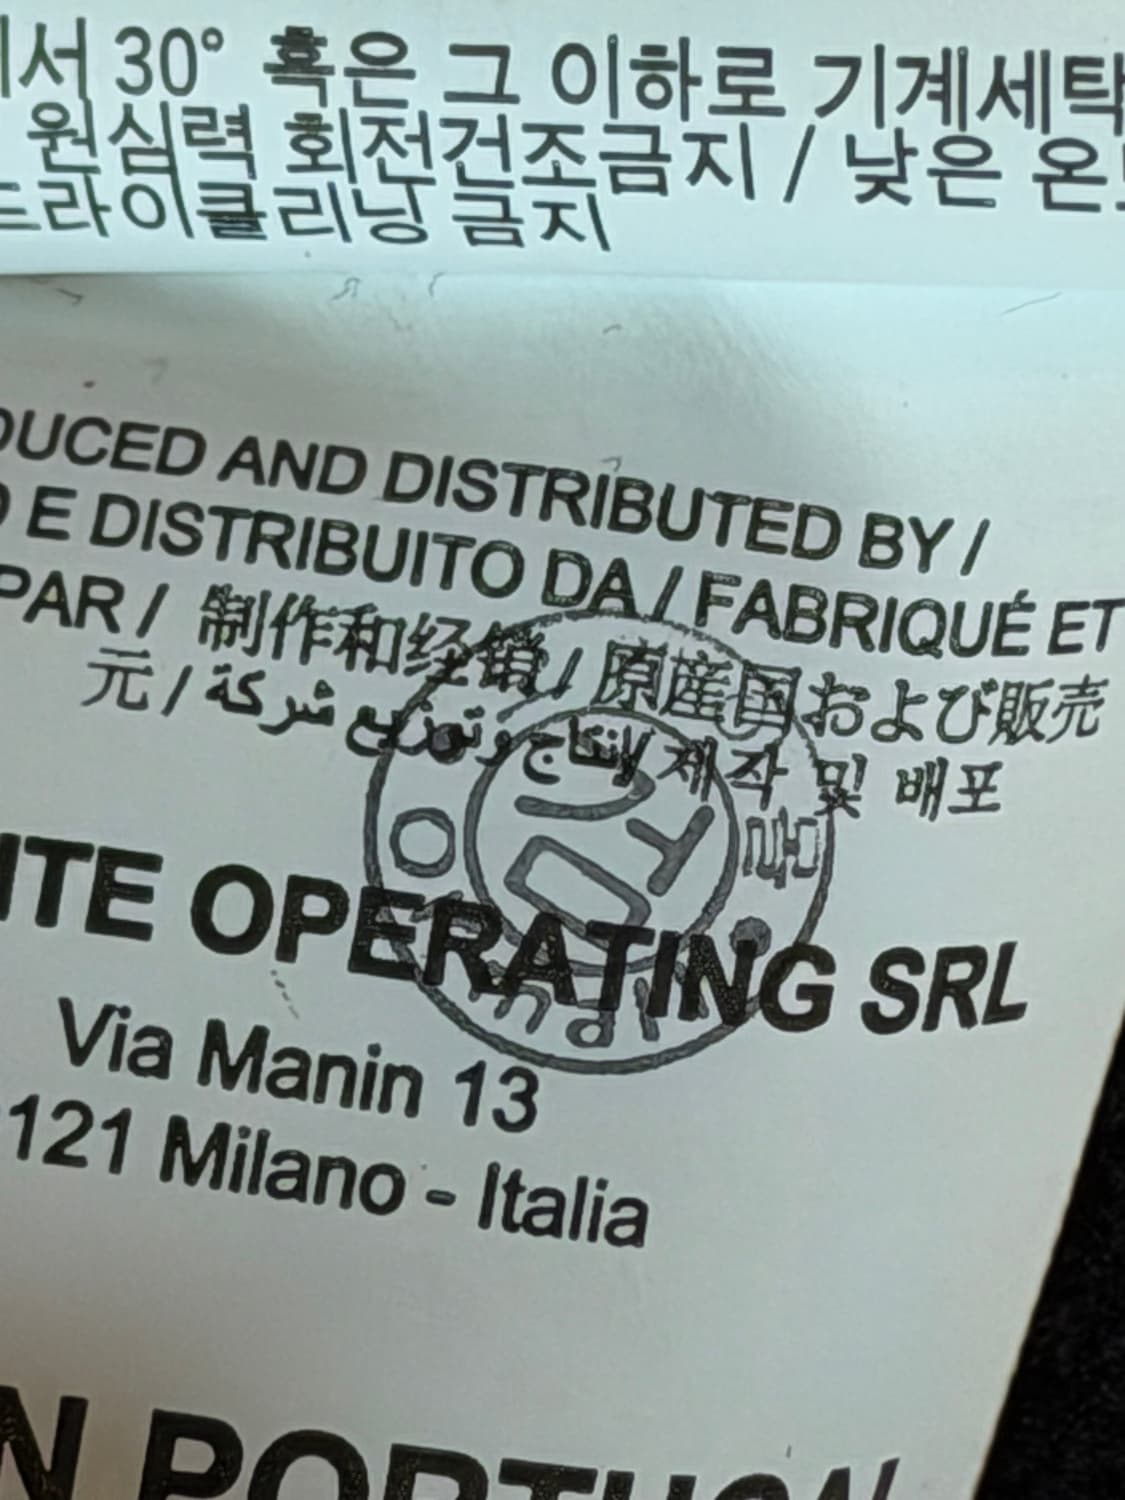 서 30° 혹은 그 이하로 기계세탁
원심력 회전건조금지 / 낮은 온
드라이클리닝 금지
DUCED AND DISTRIBUTED BY /
O E DISTRIBUITO DA / FABRIQUÉ ET
PAR / 制作和经销 / 原産国および販売
元 / شركة تصنيع وتوزيع 제작 및 배포
ITE OPERATING SRL
Via Manin 13
121 Milano - Italia
N PORTUGAL